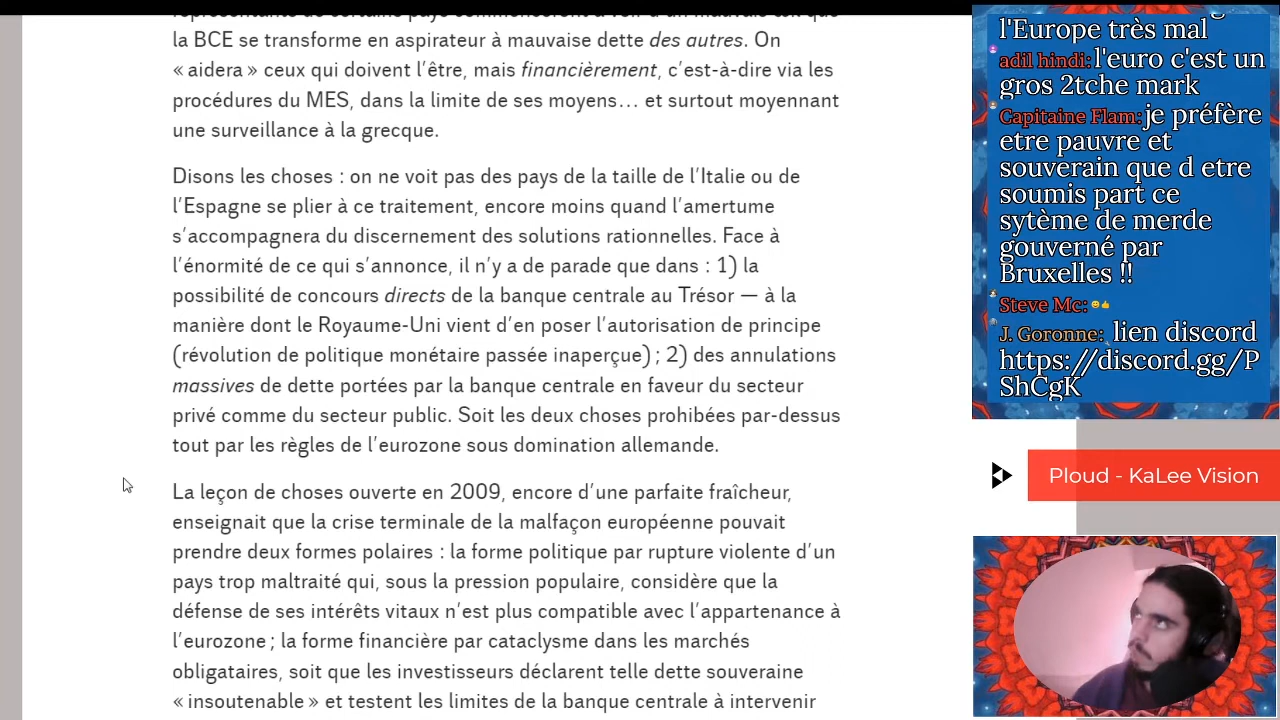 la BCE se transforme en aspirateur à mauvaise dette des autres. On
« aidera » ceux qui doivent l’être, mais financièrement, c’est-à-dire via les
procédures du MES, dans la limite de ses moyens… et surtout moyennant
une surveillance à la grecque.
Disons les choses : on ne voit pas des pays de la taille de l’Italie ou de
l’Espagne se plier à ce traitement, encore moins quand l’amertume
s’accompagnera du discernement des solutions rationnelles. Face à
l’énormité de ce qui s’annonce, il n’y a de parade que dans : 1) la
possibilité de concours directs de la banque centrale au Trésor — à la
manière dont le Royaume-Uni vient d’en poser l’autorisation de principe
(révolution de politique monétaire passée inaperçue) ; 2) des annulations
massives de dette portées par la banque centrale en faveur du secteur
privé comme du secteur public. Soit les deux choses prohibées par-dessus
tout par les règles de l’eurozone sous domination allemande.
La leçon de choses ouverte en 2009, encore d’une parfaite fraîcheur,
enseignait que la crise terminale de la malfaçon européenne pouvait
prendre deux formes polaires : la forme politique par rupture violente d’un
pays trop maltraité qui, sous la pression populaire, considère que la
défense de ses intérêts vitaux n’est plus compatible avec l’appartenance à
l’eurozone ; la forme financière par cataclysme dans les marchés
obligataires, soit que les investisseurs déclarent telle dette souveraine
« insoutenable » et testent les limites de la banque centrale à intervenir
l'Europe très mal
adil hindi: l'euro c'est un
gros 2tche mark
Capitaine Flam: je préfère
etre pauvre et
souverain que d etre
soumis part ce
sytème de merde
gouverné par
Bruxelles !!
Steve Mc: 
J. Goronne: lien discord
https://discord.gg/P
ShCgK
Ploud - KaLee Vision